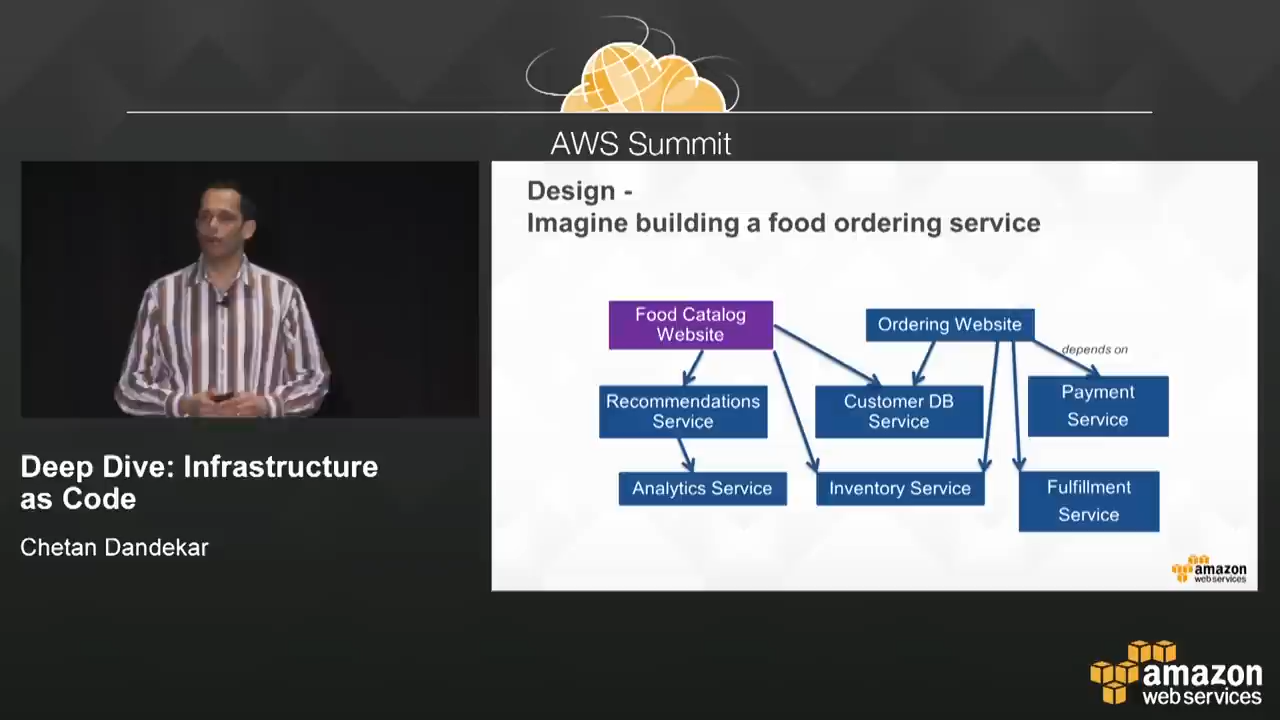 AWS Summit
Design -
Imagine building a food ordering service
Food Catalog
Website
Ordering Website
depends on
Recommendations
Service
Customer DB
Service
Payment
Service
Analytics Service
Inventory Service
Fulfillment
Service
amazon
web services
Deep Dive: Infrastructure
as Code
Chetan Dandekar
amazon
web services